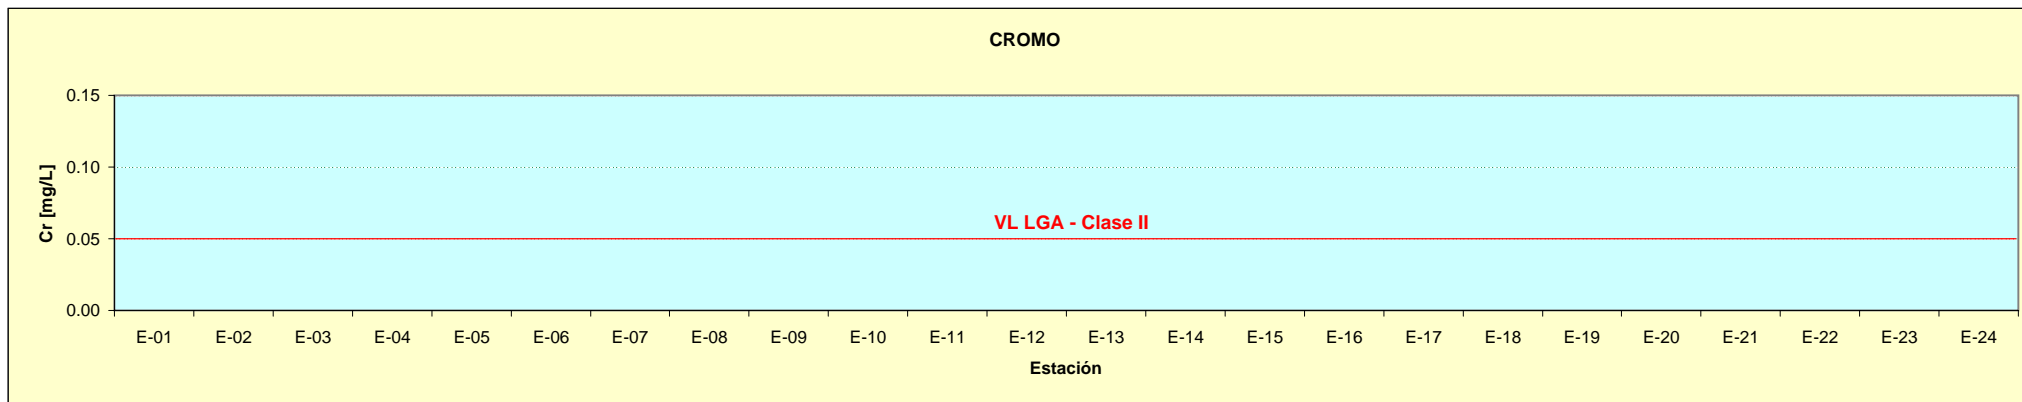 CROMO
0.15
0.10
0.05
0.00
Cr [mg/L]
VL LGA - Clase II
E-01 E-02 E-03 E-04 E-05 E-06 E-07 E-08 E-09 E-10 E-11 E-12 E-13 E-14 E-15 E-16 E-17 E-18 E-19 E-20 E-21 E-22 E-23 E-24
Estación